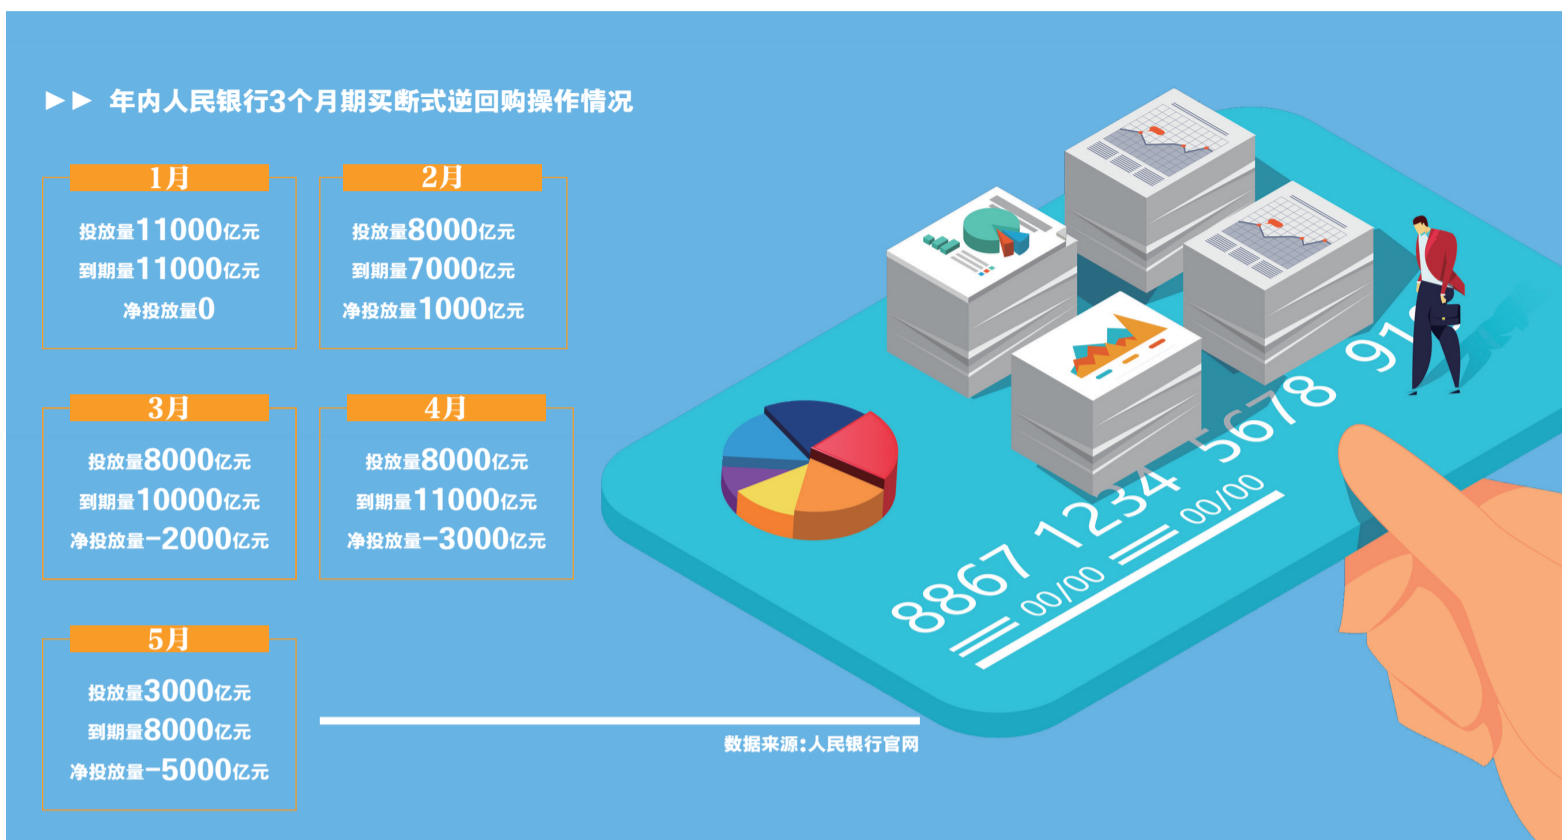 ▶▶ 年内人民银行3个月期买断式逆回购操作情况
1月
投放量11000亿元
到期量11000亿元
净投放量0
2月
投放量8000亿元
到期量7000亿元
净投放量1000亿元
3月
投放量8000亿元
到期量10000亿元
净投放量-2000亿元
4月
投放量8000亿元
到期量11000亿元
净投放量-3000亿元
5月
投放量3000亿元
到期量8000亿元
净投放量-5000亿元
数据来源:人民银行官网
8867 1234 5678
00/00 00/00